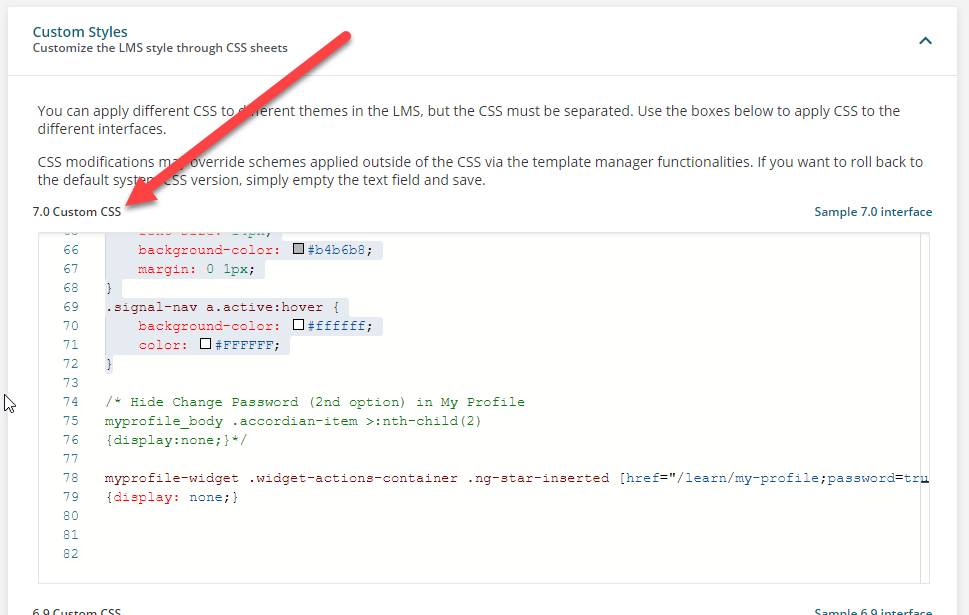 Custom Styles
Customize the LMS style through CSS sheets
You can apply different CSS to different themes in the LMS, but the CSS must be separated. Use the boxes below to apply CSS to the
different interfaces.
CSS modifications may override schemes applied outside of the CSS via the template manager functionalities. If you want to roll back to
the default system CSS version, simply empty the text field and save.
7.0 Custom CSS
Sample 7.0 interface
66 background-color: #b4b6b8;
67 margin: 0 1px;
68 }
69 .signal-nav a.active:hover {
70 background-color: #ffffff;
71 color: #FFFFFF;
72 }
73
74 /* Hide Change Password (2nd option) in My Profile
75 myprofile_body .accordian-item >:nth-child(2)
76 {display:none;}*/
77
78 myprofile-widget .widget-actions-container .ng-star-inserted [href="/learn/my-profile;password=tru
79 {display: none;}
80
81
82
6.9 Custom CSS
Sample 6.9 interface